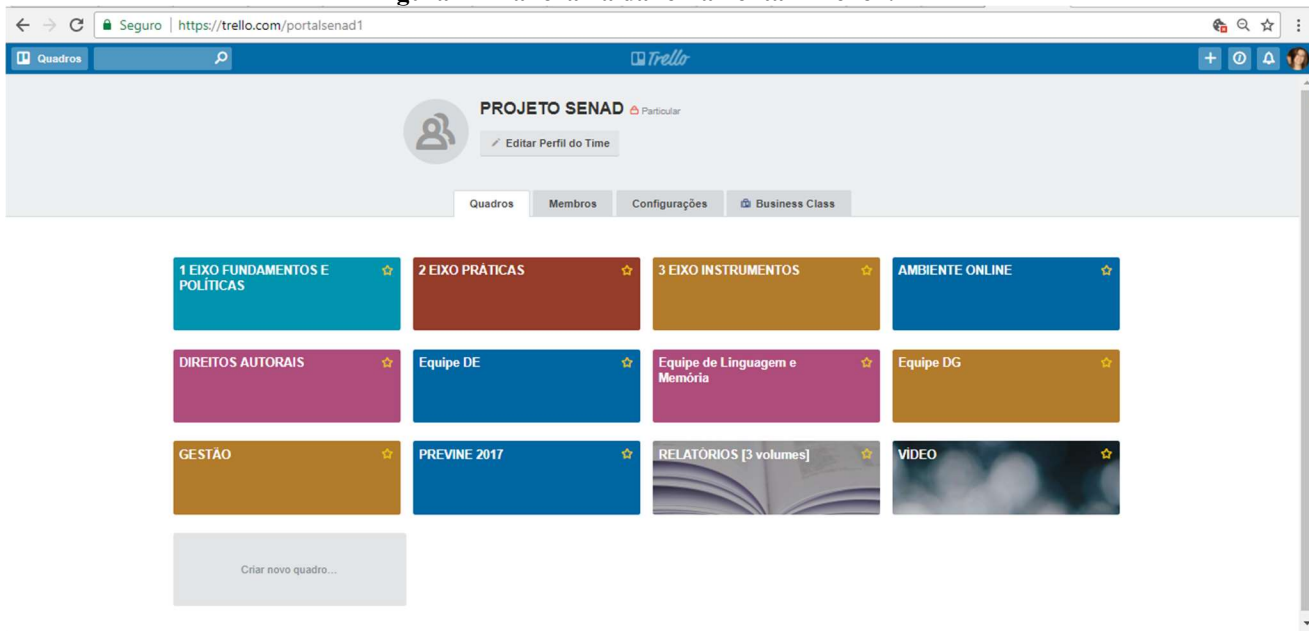 Seguro | https://trello.com/portalsenad1
Quadros
Trello
PROJETO SENAD Particular
Editar Perfil do Time
Quadros Membros Configurações Business Class
1 EIXO FUNDAMENTOS E
POLÍTICAS
2 EIXO PRÁTICAS
3 EIXO INSTRUMENTOS
AMBIENTE ONLINE
DIREITOS AUTORAIS
Equipe DE
Equipe de Linguagem e
Memória
Equipe DG
GESTÃO
PREVINE 2017
RELATÓRIOS [3 volumes]
VÍDEO
Criar novo quadro...